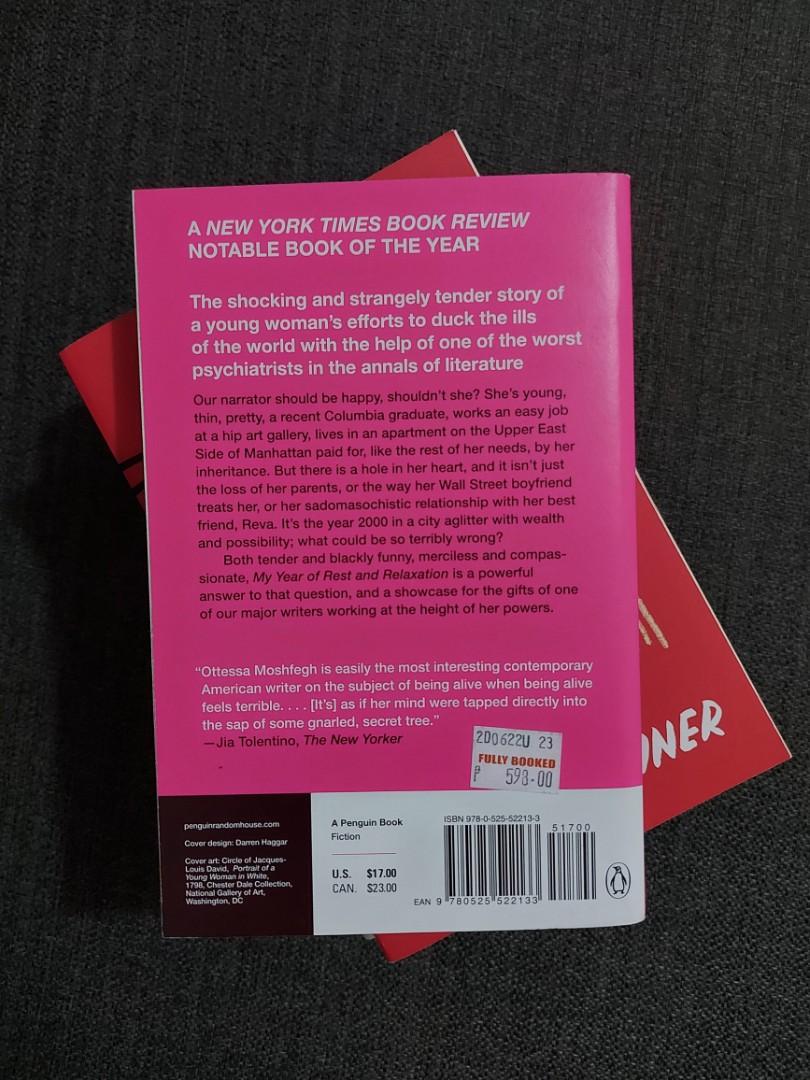 A NEW YORK TIMES BOOK REVIEW
NOTABLE BOOK OF THE YEAR
The shocking and strangely tender story of
a young woman's efforts to duck the ills
of the world with the help of one of the worst
psychiatrists in the annals of literature
Our narrator should be happy, shouldn't she? She's young,
thin, pretty, a recent Columbia graduate, works an easy job
at a hip art gallery, lives in an apartment on the Upper East
Side of Manhattan paid for, like the rest of her needs, by her
inheritance. But there is a hole in her heart, and it isn't just
the loss of her parents, or the way her Wall Street boyfriend
treats her, or her sadomasochistic relationship with her best
friend, Reva. It's the year 2000 in a city aglitter with wealth
and possibility; what could be so terribly wrong?
Both tender and blackly funny, merciless and compas-
sionate, My Year of Rest and Relaxation is a powerful
answer to that question, and a showcase for the gifts of one
of our major writers working at the height of her powers.
"Ottessa Moshfegh is easily the most interesting contemporary
American writer on the subject of being alive when being alive
feels terrible. . . . [It's] as if her mind were tapped directly into
the sap of some gnarled, secret tree."
—Jia Tolentino, The New Yorker
2D0622U 23
FULLY BOOKED
₱ 598.00
penguinrandomhouse.com
Cover design: Darren Haggar
Cover art: Circle of Jacques-
Louis David, Portrait of a
Young Woman in White,
1798, Chester Dale Collection,
National Gallery of Art,
Washington, DC
A Penguin Book
Fiction
U.S. $17.00
CAN. $23.00
ISBN 978-0-525-52213-3
51700
EAN 9 780525 522133